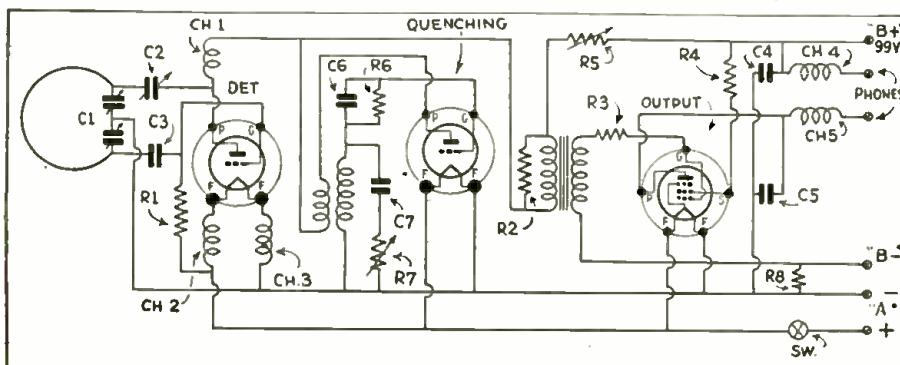 CH 1
QUENCHING
"B+"
99V.
C2
C6
R6
R4
C4
CH 4
R5
DET
C1
R3
OUTPUT
PHONES
C3
P
G
P
G
CH5
G
P
S
R1
F
F
F
F
F
F
C7
R2
C5
"B-"
R7
R8
CH 2
CH.3
"A"-
+
SW.